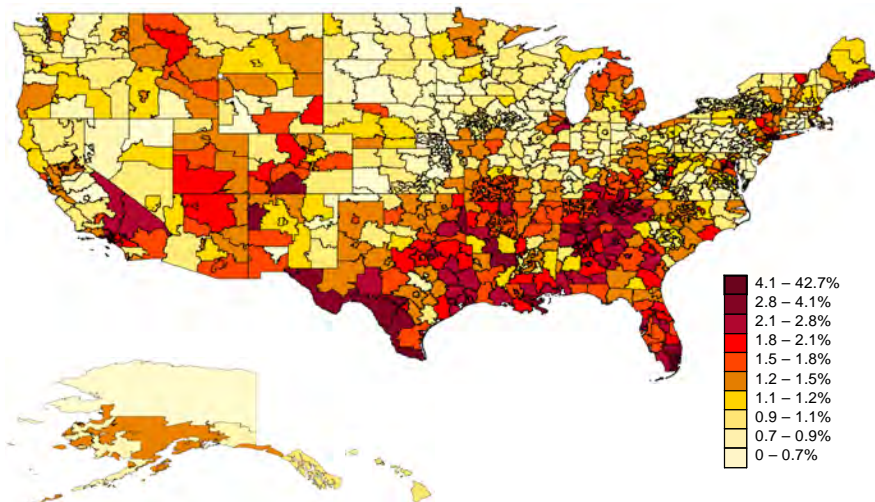 4.1 – 42.7%
2.8 – 4.1%
2.1 – 2.8%
1.8 – 2.1%
1.5 – 1.8%
1.2 – 1.5%
1.1 – 1.2%
0.9 – 1.1%
0.7 – 0.9%
0 – 0.7%